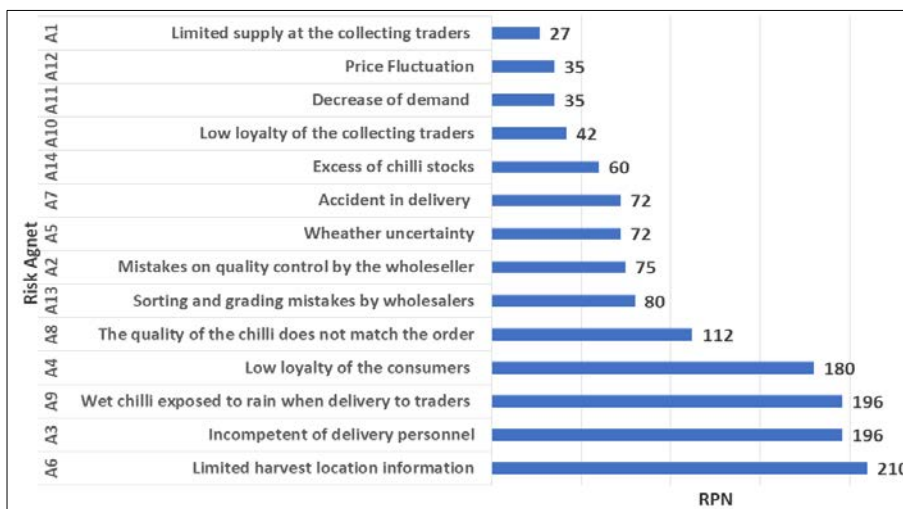 Risk Agnet
A1 Limited supply at the collecting traders 27
A12 Price Fluctuation 35
A11 Decrease of demand 35
A10 Low loyalty of the collecting traders 42
A14 Excess of chilli stocks 60
A7 Accident in delivery 72
A5 Wheather uncertainty 72
A2 Mistakes on quality control by the wholeseller 75
A13 Sorting and grading mistakes by wholesalers 80
A8 The quality of the chilli does not match the order 112
A4 Low loyalty of the consumers 180
A9 Wet chilli exposed to rain when delivery to traders 196
A3 Incompetent of delivery personnel 196
A6 Limited harvest location information 210
RPN